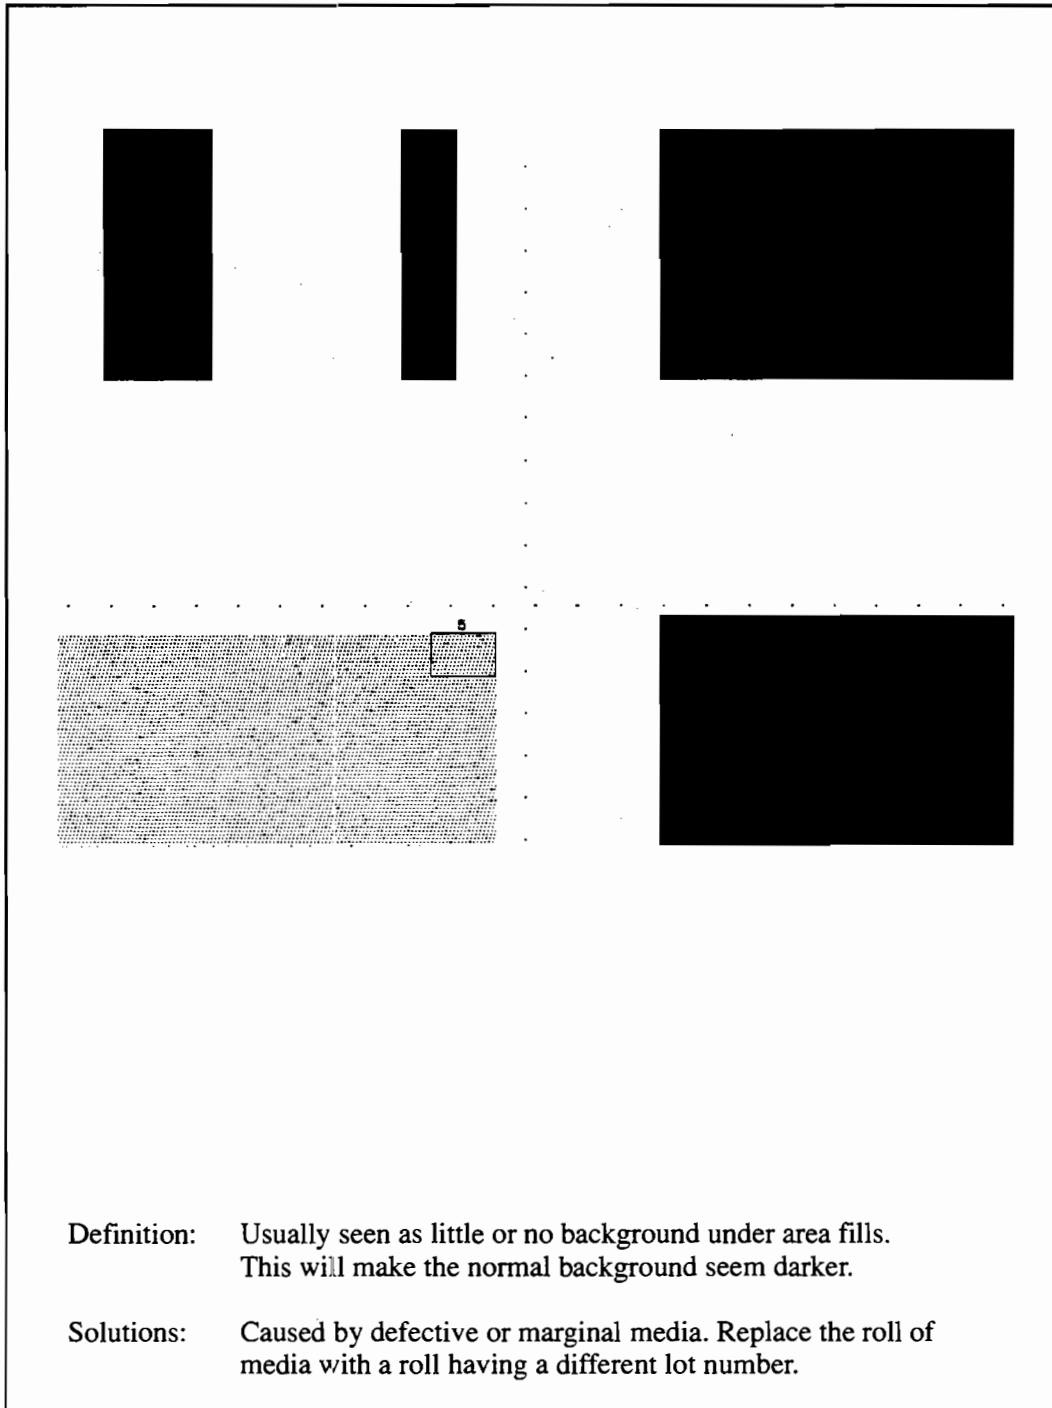 5
Definition: Usually seen as little or no background under area fills.
This will make the normal background seem darker.
Solutions: Caused by defective or marginal media. Replace the roll of
media with a roll having a different lot number.